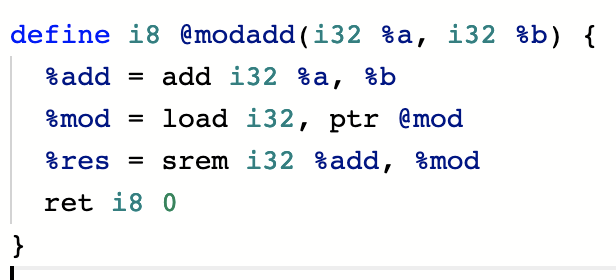 define i8 @modadd(i32 %a, i32 %b) {
  %add = add i32 %a, %b
  %mod = load i32, ptr @mod
  %res = srem i32 %add, %mod
  ret i8 0
}